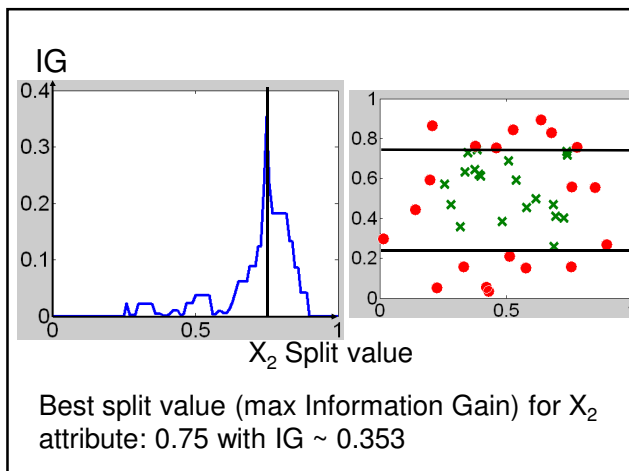 IG
0.4
0.3
0.2
0.1
0
0 0.5 1
1
0.8
0.6
0.4
0.2
0
0 0.5 1
X2 Split value
Best split value (max Information Gain) for X2
attribute: 0.75 with IG ~ 0.353